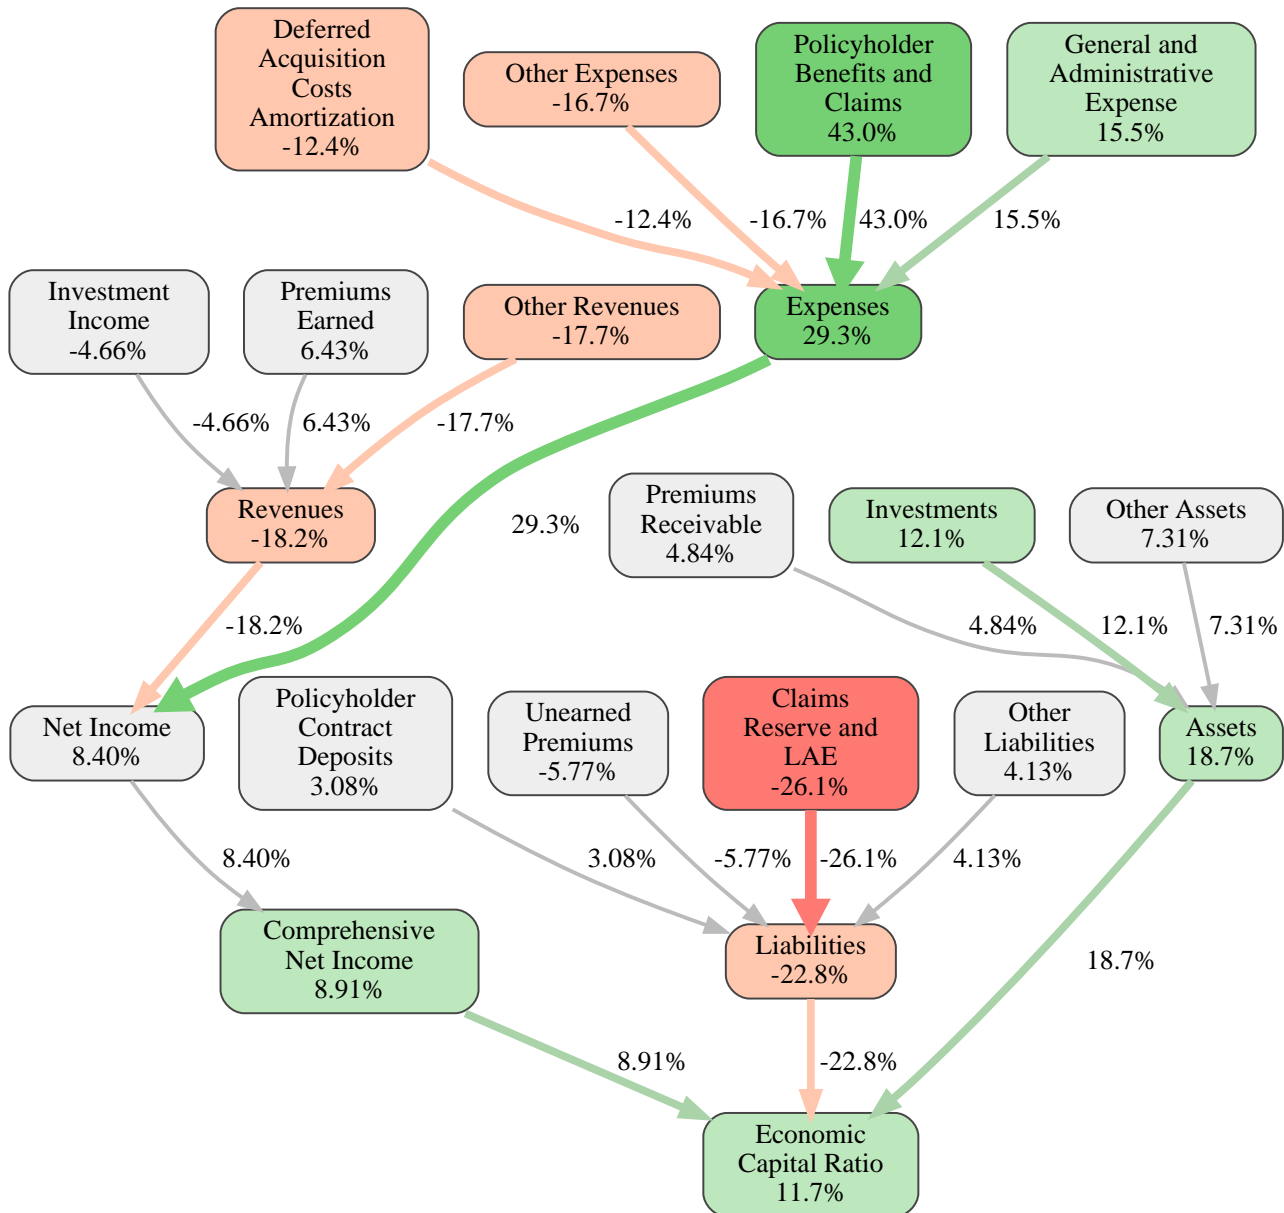 Deferred
Acquisition
Costs
Amortization
-12.4%
Other Expenses
-16.7%
Policyholder
Benefits and
Claims
43.0%
General and
Administrative
Expense
15.5%
-12.4%
-16.7%
43.0%
15.5%
Investment
Income
-4.66%
Premiums
Earned
6.43%
Other Revenues
-17.7%
Expenses
29.3%
-4.66%
6.43%
-17.7%
Revenues
-18.2%
29.3%
Premiums
Receivable
4.84%
Investments
12.1%
Other Assets
7.31%
-18.2%
4.84%
12.1%
7.31%
Net Income
8.40%
Policyholder
Contract
Deposits
3.08%
Unearned
Premiums
-5.77%
Claims
Reserve and
LAE
-26.1%
Other
Liabilities
4.13%
Assets
18.7%
8.40%
3.08%
-5.77%
-26.1%
4.13%
Comprehensive
Net Income
8.91%
Liabilities
-22.8%
18.7%
8.91%
-22.8%
Economic
Capital Ratio
11.7%